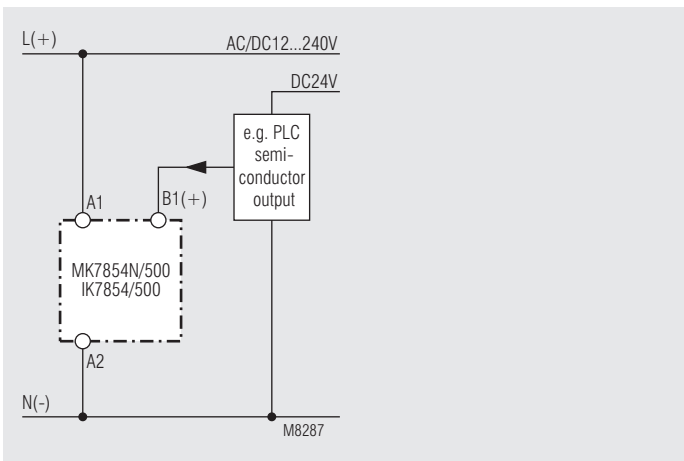 L(+)
AC/DC12...240V
DC24V
e.g. PLC
semi-
conductor
output
A1
B1(+)
MK7854N/500
IK7854/500
A2
N(-)
M8287